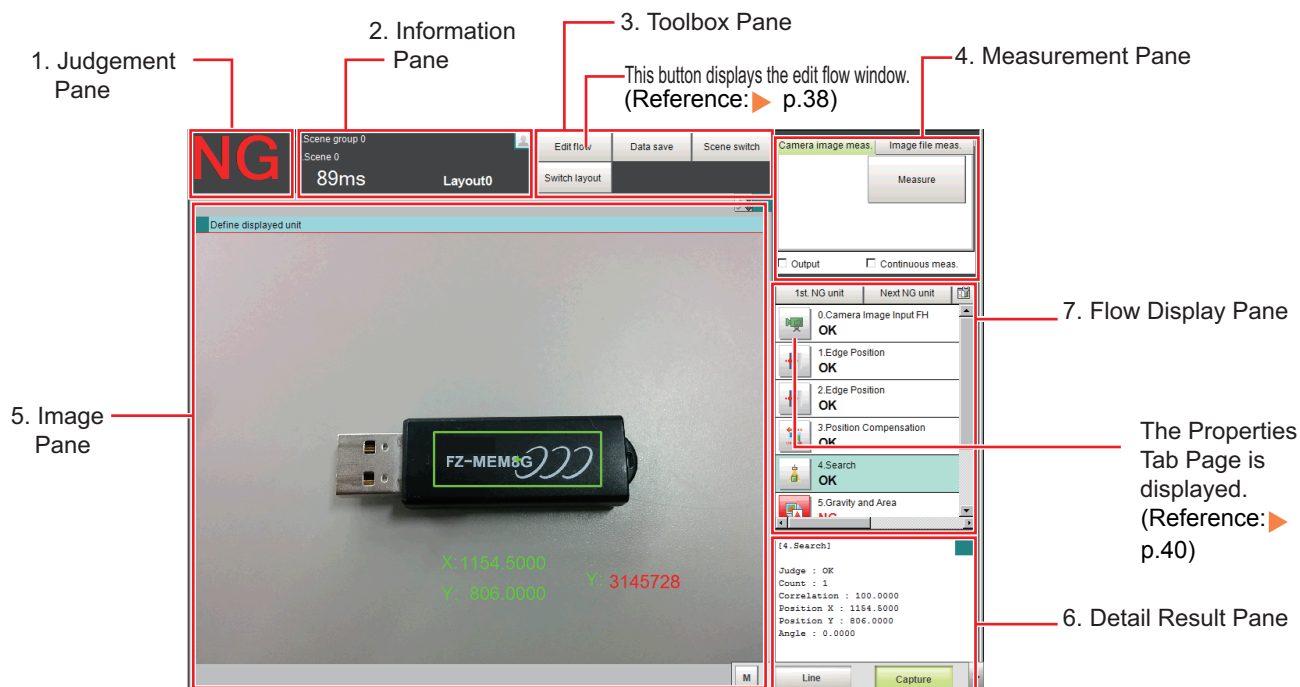 1. Judgement
Pane
2. Information
Pane
3. Toolbox Pane
This button displays the edit flow window.
(Reference: p.38)
4. Measurement Pane
NG
Scene group 0
Scene 0
89ms
Layout0
Edit flow
Data save
Scene switch
Switch layout
Camera image meas.
Image file meas.
Measure
Output
Continuous meas.
Define displayed unit
5. Image
Pane
FZ-MEM8G
X:1154.5000
Y: 806.0000
Y: 3145728
M
1st. NG unit
Next NG unit
0.Camera Image Input FH
OK
1.Edge Position
OK
2.Edge Position
OK
3.Position Compensation
OK
4.Search
OK
5.Gravity and Area
NG
7. Flow Display Pane
The Properties
Tab Page is
displayed.
(Reference:
p.40)
[4.Search]
Judge : OK
Count : 1
Correlation : 100.0000
Position X : 1154.5000
Position Y : 806.0000
Angle : 0.0000
6. Detail Result Pane
Line
Capture